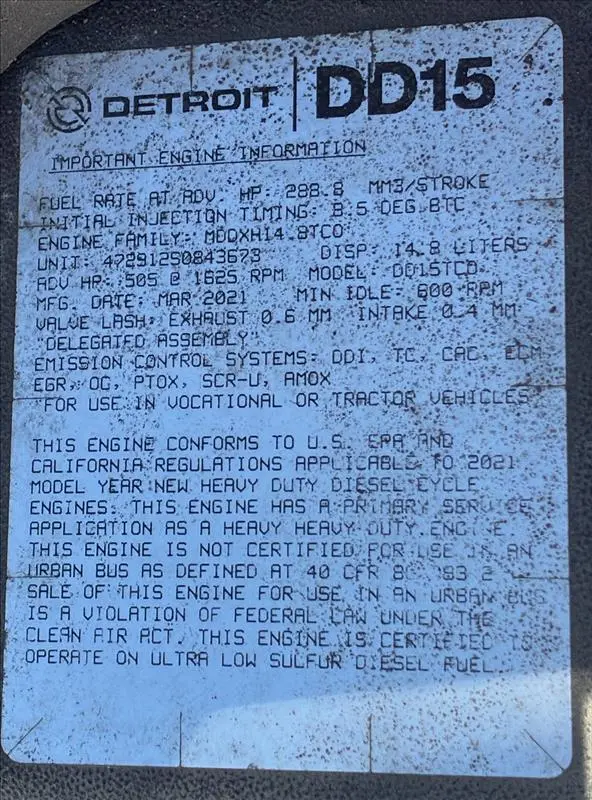 DETROIT DD15
IMPORTANT ENGINE INFORMATION
FUEL RATE AT ADV. HP: 288.8 MM3/STROKE
INITIAL INJECTION TIMING: 8.5 DEG BTC
ENGINE FAMILY: MDDXH14.8TCD
UNIT: 472912S0843673 DISP: 14.8 LITERS
ADV HP: 505 @ 1625 RPM MODEL: DD15TCD
MFG. DATE: MAR 2021 MIN IDLE: 600 RPM
VALVE LASH: EXHAUST 0.6 MM INTAKE 0.4 MM
"DELEGATED ASSEMBLY"
EMISSION CONTROL SYSTEMS: DDI, TC, CAC, ECM
EGR, OC, PTOX, SCR-U, AMOX
"FOR USE IN VOCATIONAL OR TRACTOR VEHICLES"
THIS ENGINE CONFORMS TO U.S. EPA AND
CALIFORNIA REGULATIONS APPLICABLE TO 2021
MODEL YEAR NEW HEAVY DUTY DIESEL CYCLE
ENGINES. THIS ENGINE HAS A PRIMARY SERVICE
APPLICATION AS A HEAVY HEAVY DUTY ENGINE.
THIS ENGINE IS NOT CERTIFIED FOR USE IN AN
URBAN BUS AS DEFINED AT 40 CFR
SALE OF THIS ENGINE FOR USE IN AN URBAN BUS
IS A VIOLATION OF FEDERAL LAW UNDER THE
CLEAN AIR ACT. THIS ENGINE IS CERTIFIED TO
OPERATE ON ULTRA LOW SULFUR DIESEL FUEL.